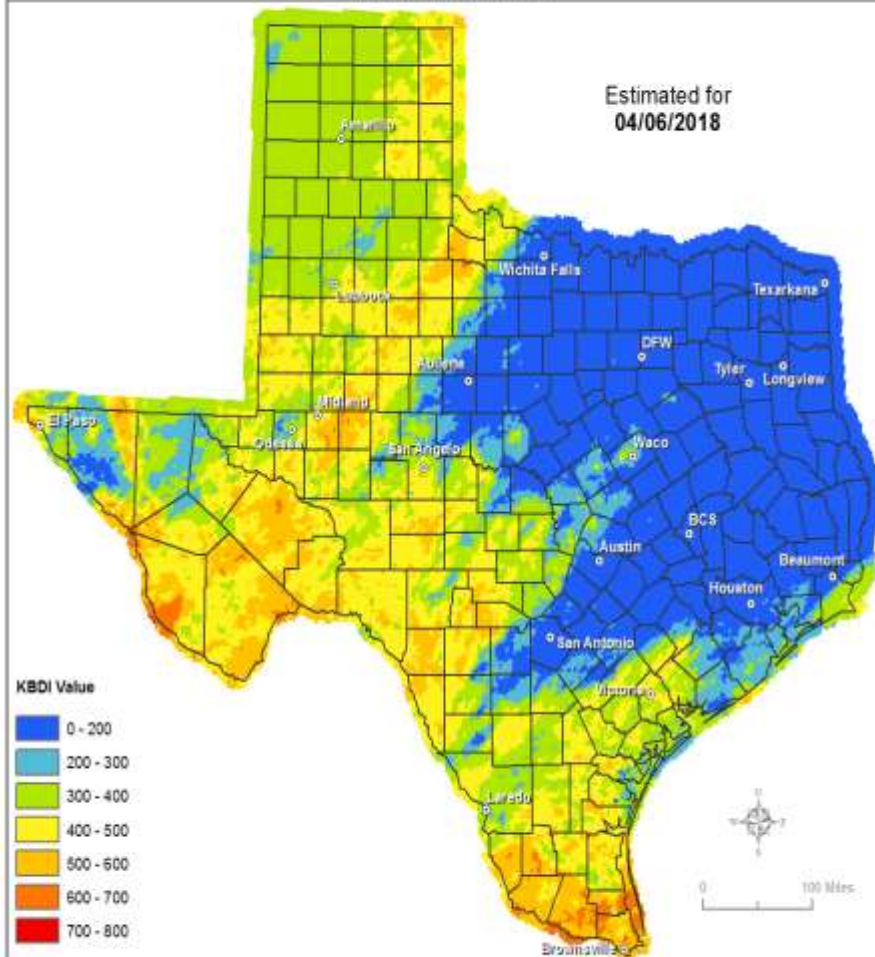 Estimated for
04/06/2018
Amarillo
Wichita Falls
Texarkana
Lubbock
DFW
Abilene
Tyler
Longview
Midland
El Paso
Odessa
San Angelo
Waco
BCS
Austin
Beaumont
Houston
San Antonio
Victoria
KBDI Value
0 - 200
200 - 300
300 - 400
Laredo
400 - 500
500 - 600
0 100 Miles
600 - 700
700 - 800
Brownsville